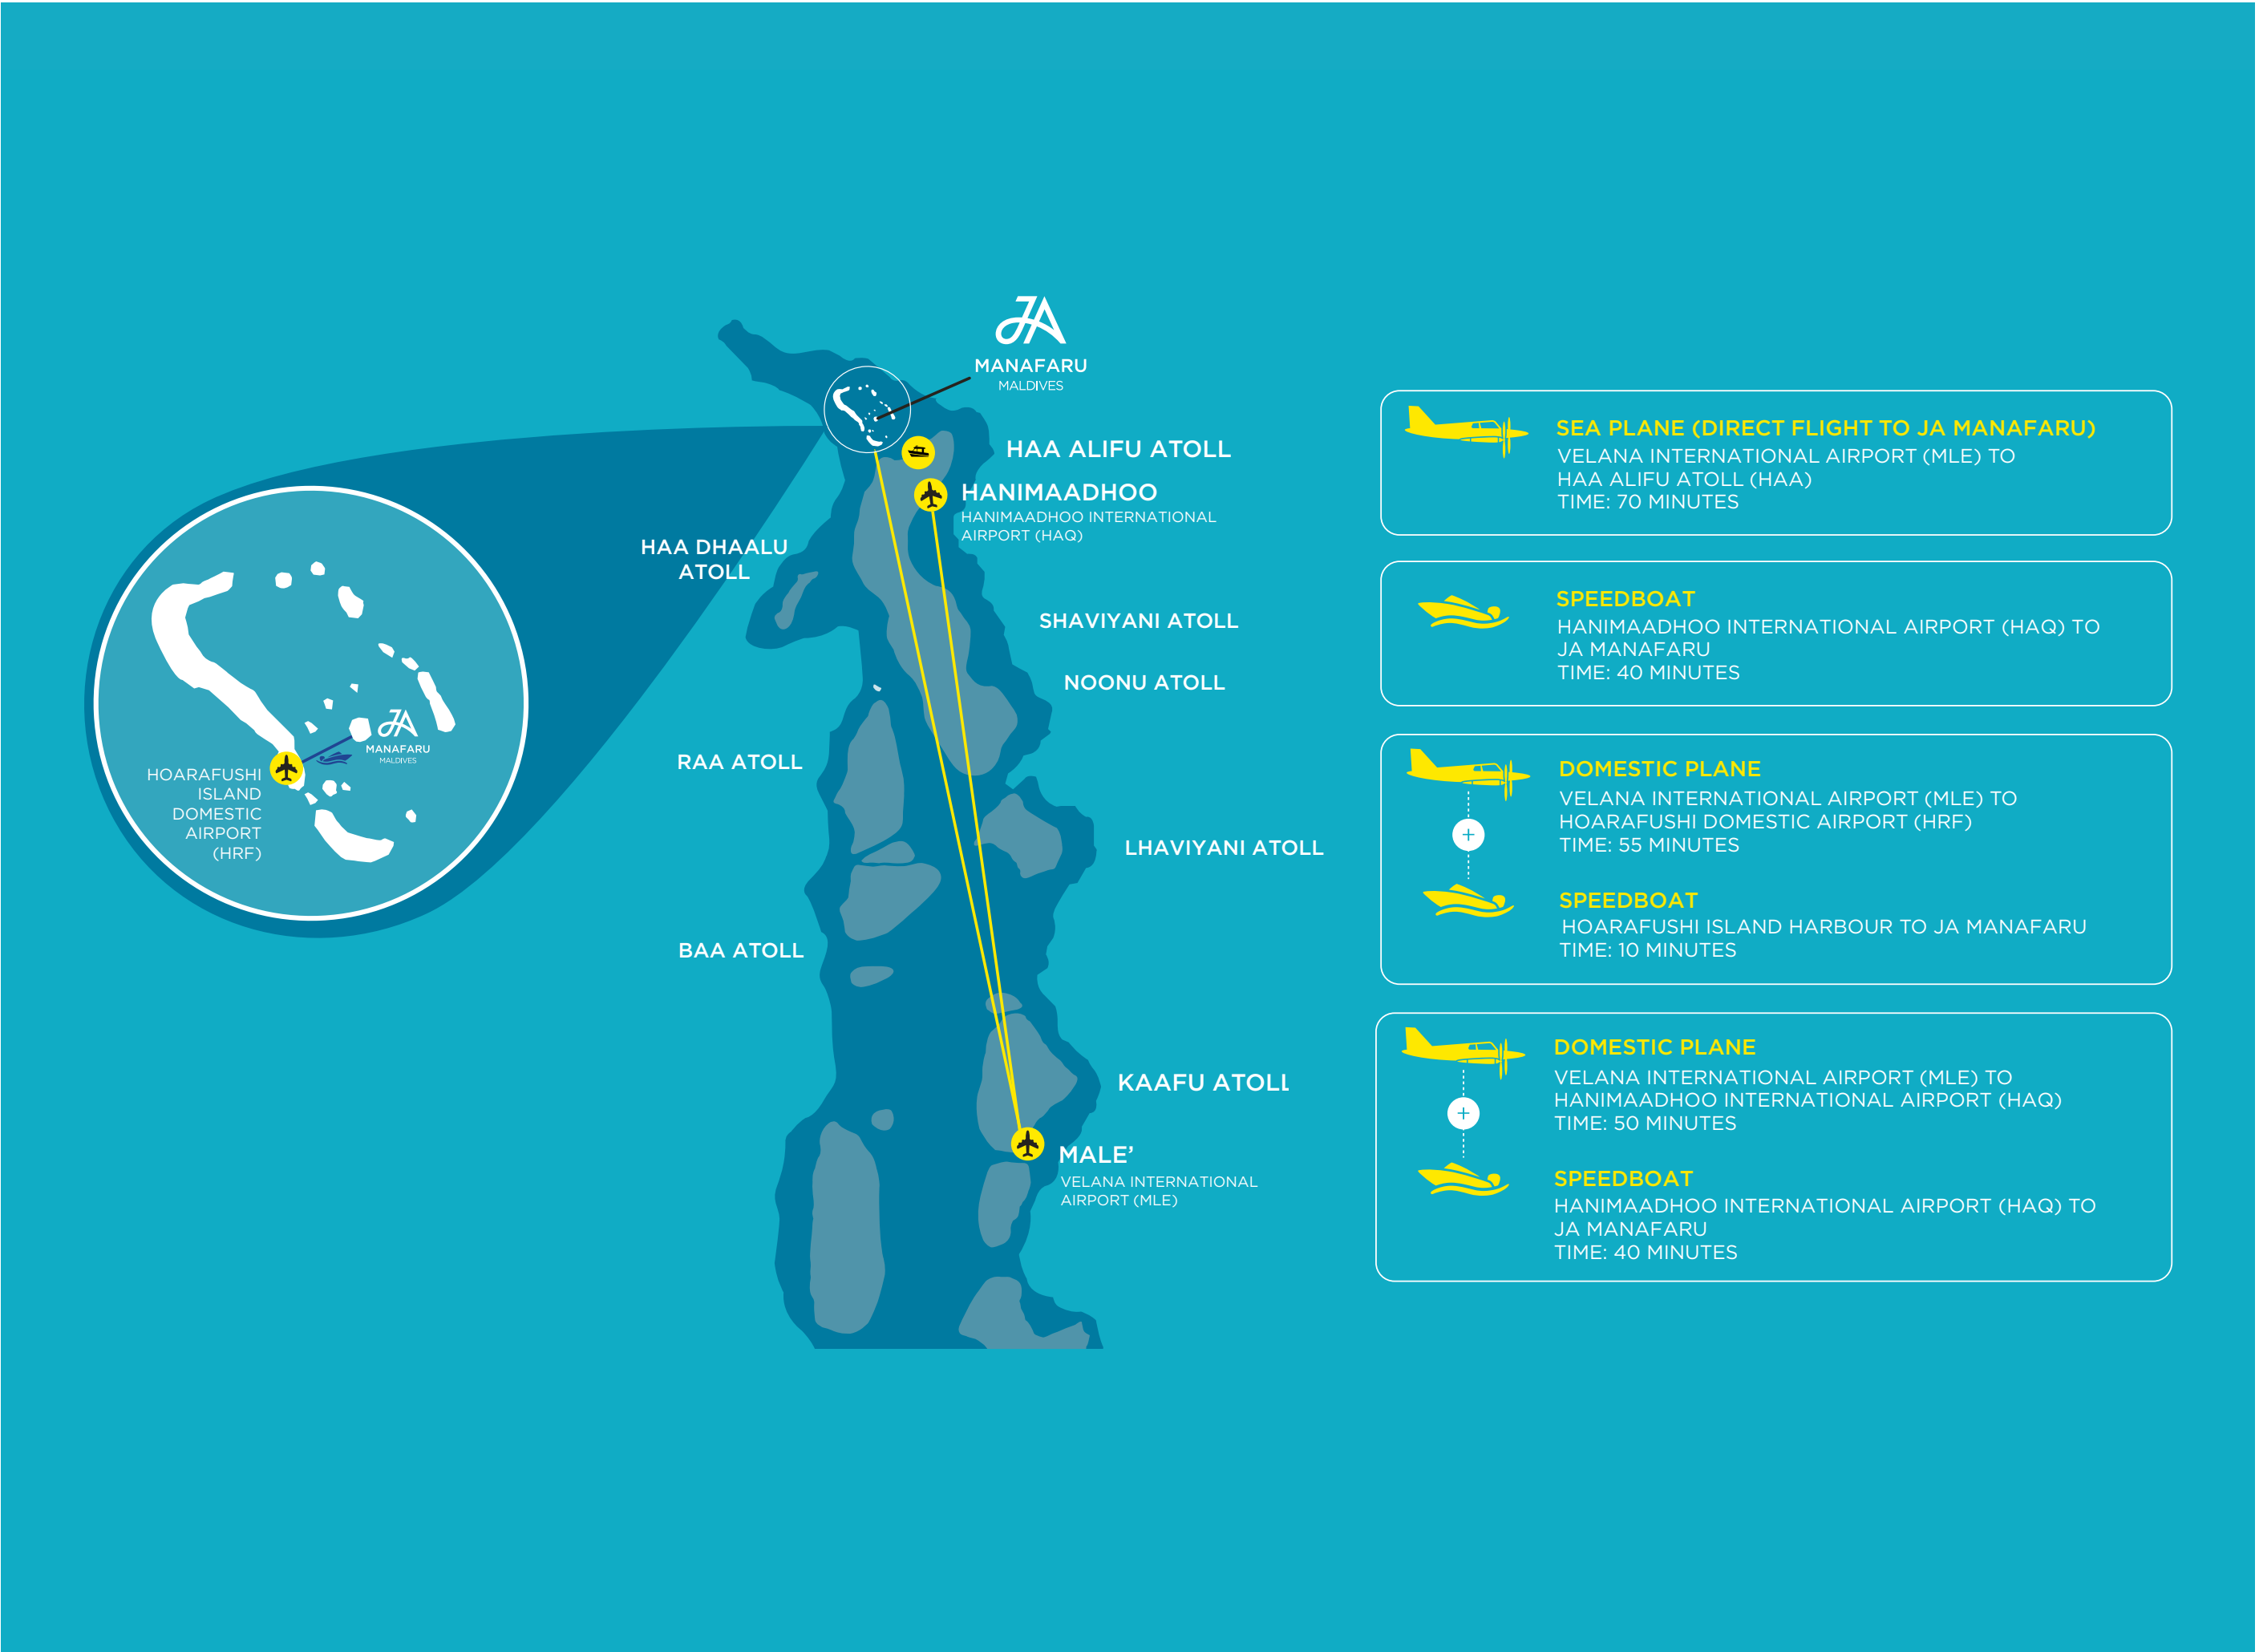 JA
MANAFARU
MALDIVES
HAA ALIFU ATOLL
HANIMAADHOO
HANIMAADHOO INTERNATIONAL
AIRPORT (HAQ)
HAA DHAALU
ATOLL
SHAVIYANI ATOLL
NOONU ATOLL
RAA ATOLL
LHAVIYANI ATOLL
BAA ATOLL
KAAFU ATOLL
MALE’
VELANA INTERNATIONAL
AIRPORT (MLE)
JA
MANAFARU
MALDIVES
HOARAFUSHI
ISLAND
DOMESTIC
AIRPORT
(HRF)
SEA PLANE (DIRECT FLIGHT TO JA MANAFARU)
VELANA INTERNATIONAL AIRPORT (MLE) TO
HAA ALIFU ATOLL (HAA)
TIME: 70 MINUTES
SPEEDBOAT
HANIMAADHOO INTERNATIONAL AIRPORT (HAQ) TO
JA MANAFARU
TIME: 40 MINUTES
DOMESTIC PLANE
VELANA INTERNATIONAL AIRPORT (MLE) TO
HOARAFUSHI DOMESTIC AIRPORT (HRF)
TIME: 55 MINUTES
+
SPEEDBOAT
HOARAFUSHI ISLAND HARBOUR TO JA MANAFARU
TIME: 10 MINUTES
DOMESTIC PLANE
VELANA INTERNATIONAL AIRPORT (MLE) TO
HANIMAADHOO INTERNATIONAL AIRPORT (HAQ)
TIME: 50 MINUTES
+
SPEEDBOAT
HANIMAADHOO INTERNATIONAL AIRPORT (HAQ) TO
JA MANAFARU
TIME: 40 MINUTES